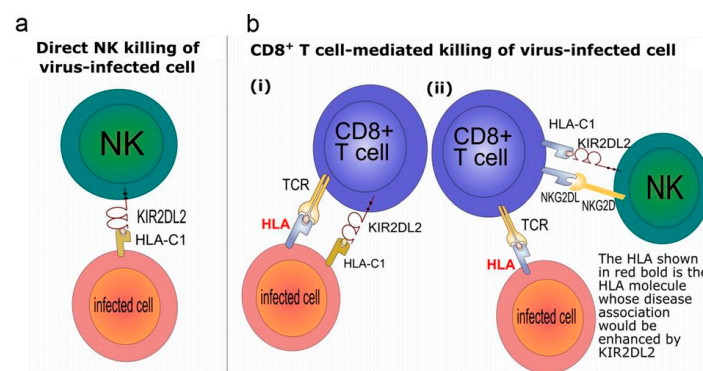 a
Direct NK killing of
virus-infected cell
NK
KIR2DL2
HLA-C1
infected cell
b
CD8+ T cell-mediated killing of virus-infected cell
(i)
CD8+
T cell
TCR
HLA
KIR2DL2
HLA-C1
infected cell
(ii)
CD8+
T cell
HLA-C1
KIR2DL2
NKG2DL
NKG2D
NK
TCR
HLA
infected cell
The HLA shown
in red bold is the
HLA molecule
whose disease
association
would be
enhanced by
KIR2DL2